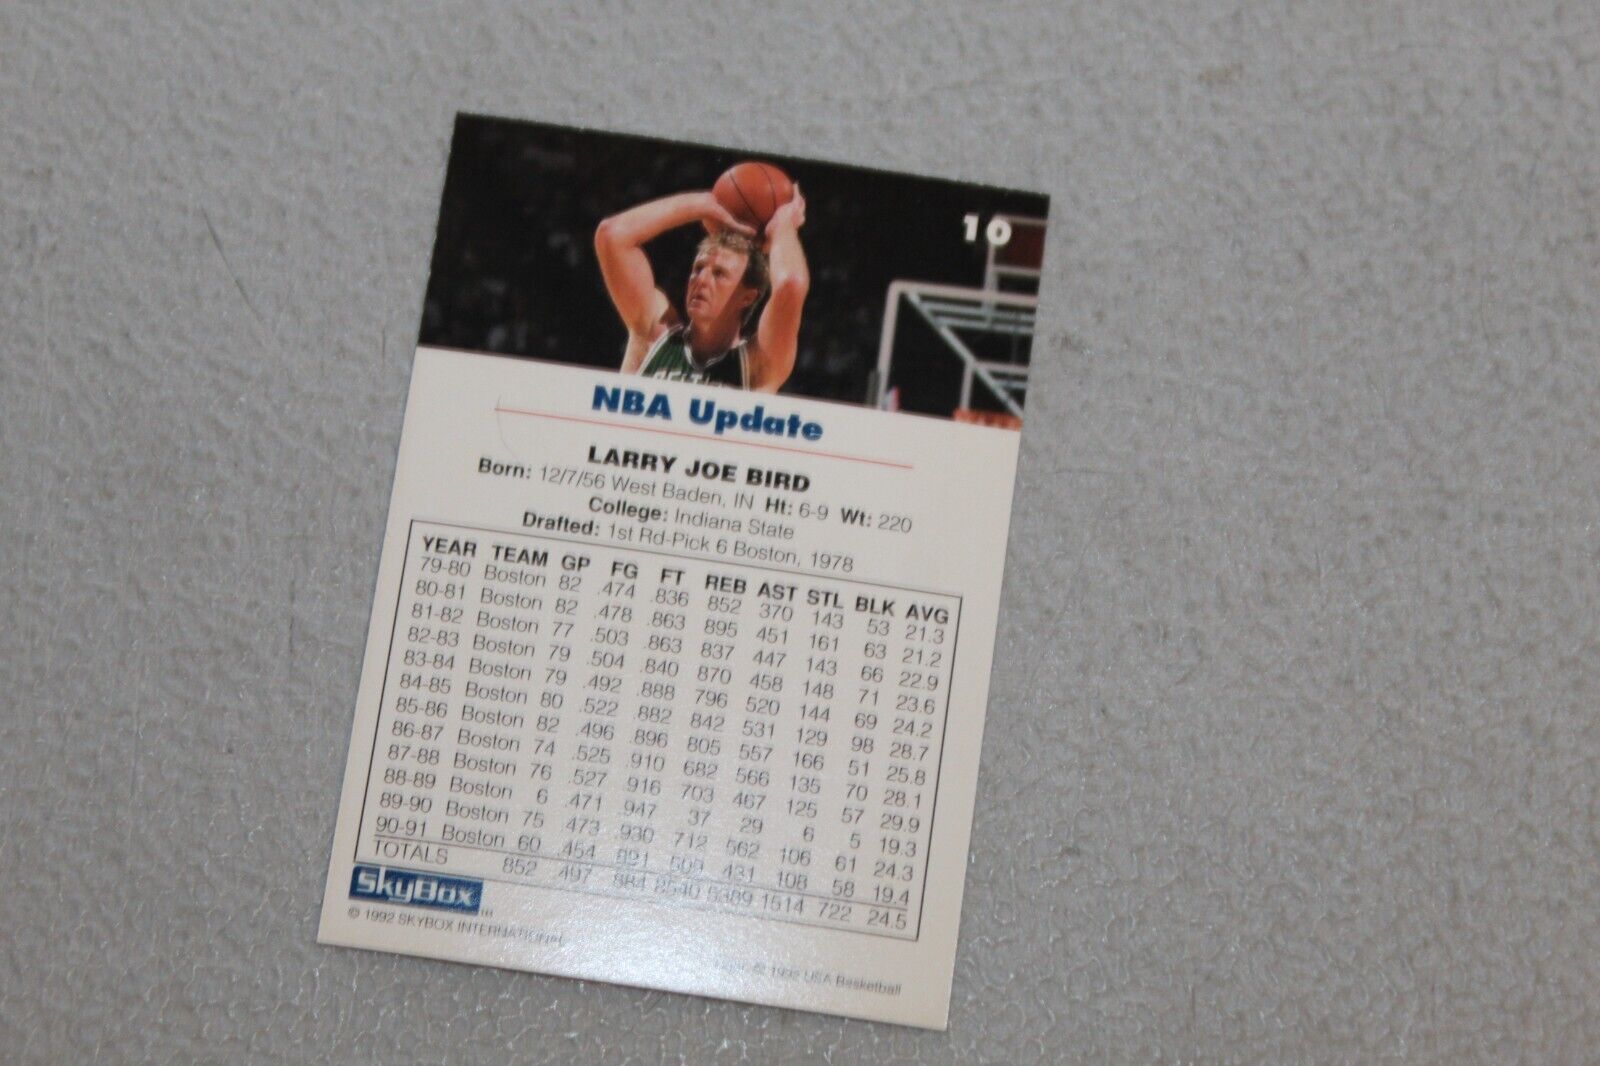 10
CELTI
NBA Update
LARRY JOE BIRD
Born: 12/7/56 West Baden, IN Ht: 6-9 Wt: 220
College: Indiana State
Drafted: 1st Rd-Pick 6 Boston, 1978
YEAR TEAM GP FG FT REB AST STL BLK AVG
79-80 Boston 82 .474 .836 852 370 143 53 21.3
80-81 Boston 82 .478 .863 895 451 161 63 21.2
81-82 Boston 77 .503 .863 837 447 143 66 22.9
82-83 Boston 79 .504 .840 870 458 148 71 23.6
83-84 Boston 79 .492 .888 796 520 144 69 24.2
84-85 Boston 80 .522 .882 842 531 129 98 28.7
85-86 Boston 82 .496 .896 805 557 166 51 25.8
86-87 Boston 74 .525 .910 682 566 135 70 28.1
87-88 Boston 76 .527 .916 703 467 125 57 29.9
88-89 Boston 6 .471 .947 37 29 6 5 19.3
89-90 Boston 75 .473 .930 712 562 106 61 24.3
90-91 Boston 60 .454 .891 509 431 108 58 19.4
TOTALS 852 .497 .884 8540 5389 1514 722 24.5
SkyBox TM
© 1992 SKYBOX INTERNATIONAL
© 1992 USA Basketball